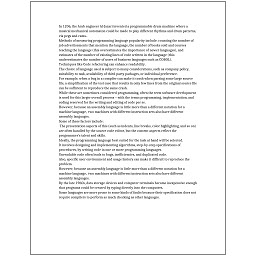 In 1206, the Arab engineer Al-Jazari invented a programmable drum machine where a
musical mechanical automaton could be made to play different rhythms and drum patterns,
via pegs and cams.
Methods of measuring programming language popularity include: counting the number of
job advertisements that mention the language, the number of books sold and courses
teaching the language (this overestimates the importance of newer languages), and
estimates of the number of existing lines of code written in the language (this
underestimates the number of users of business languages such as COBOL).
Techniques like Code refactoring can enhance readability.
The choice of language used is subject to many considerations, such as company policy,
suitability to task, availability of third-party packages, or individual preference.
For example, when a bug in a compiler can make it crash when parsing some large source
file, a simplification of the test case that results in only few lines from the original source file
can be sufficient to reproduce the same crash.
While these are sometimes considered programming, often the term software development
is used for this larger overall process – with the terms programming, implementation, and
coding reserved for the writing and editing of code per se.
However, because an assembly language is little more than a different notation for a
machine language, two machines with different instruction sets also have different
assembly languages.
Some of these factors include:
The presentation aspects of this (such as indents, line breaks, color highlighting, and so on)
are often handled by the source code editor, but the content aspects reflect the
programmer's talent and skills.
Ideally, the programming language best suited for the task at hand will be selected.
It involves designing and implementing algorithms, step-by-step specifications of
procedures, by writing code in one or more programming languages.
Unreadable code often leads to bugs, inefficiencies, and duplicated code.
Also, specific user environment and usage history can make it difficult to reproduce the
problem.
However, because an assembly language is little more than a different notation for a
machine language, two machines with different instruction sets also have different
assembly languages.
By the late 1960s, data storage devices and computer terminals became inexpensive enough
that programs could be created by typing directly into the computers.
Some languages are more prone to some kinds of faults because their specification does not
require compilers to perform as much checking as other languages.